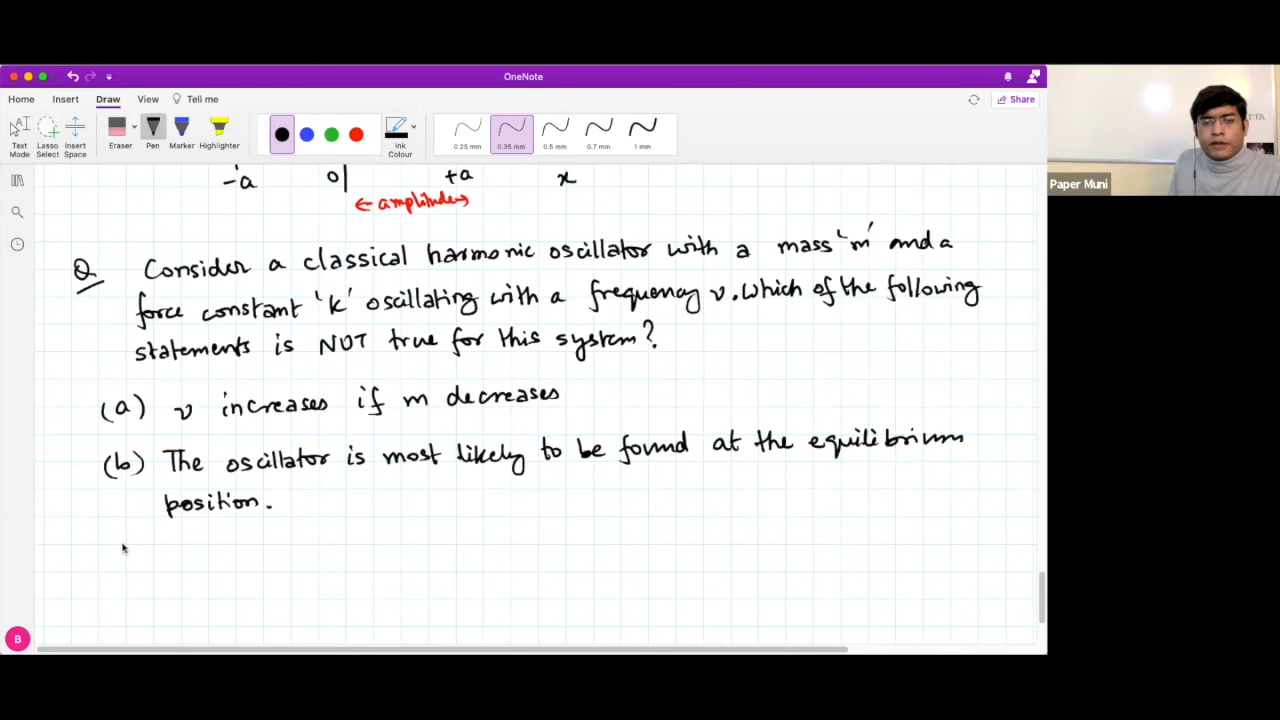 OneNote
Home Insert Draw View Tell me
Share
Text Mode Lasso Select Insert Space Eraser Pen Marker Highlighter Ink Colour 0.25 mm 0.35 mm 0.5 mm 0.7 mm 1 mm
-a 0 +a x
← amplitude →
Paper Muni
Q Consider a classical harmonic oscillator with a mass 'm' and a
force constant 'k' oscillating with a frequency ν. Which of the following
statements is NOT true for this system?
(a) ν increases if m decreases
(b) The oscillator is most likely to be found at the equilibrium
position.
B